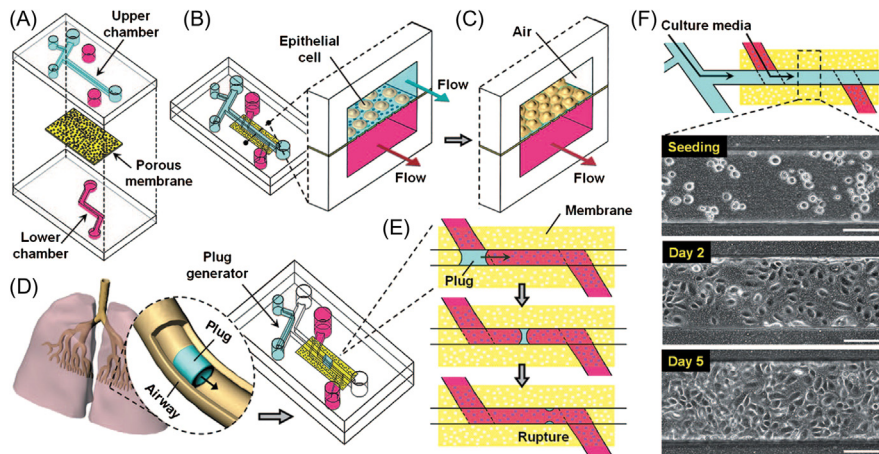 (A)
Upper
chamber
Porous
membrane
Lower
chamber
(B)
Epithelial
cell
Flow
Flow
(C)
Air
Flow
(D)
Plug
Airway
Plug
generator
(E)
Membrane
Plug
Rupture
(F)
Culture media
Seeding
Day 2
Day 5